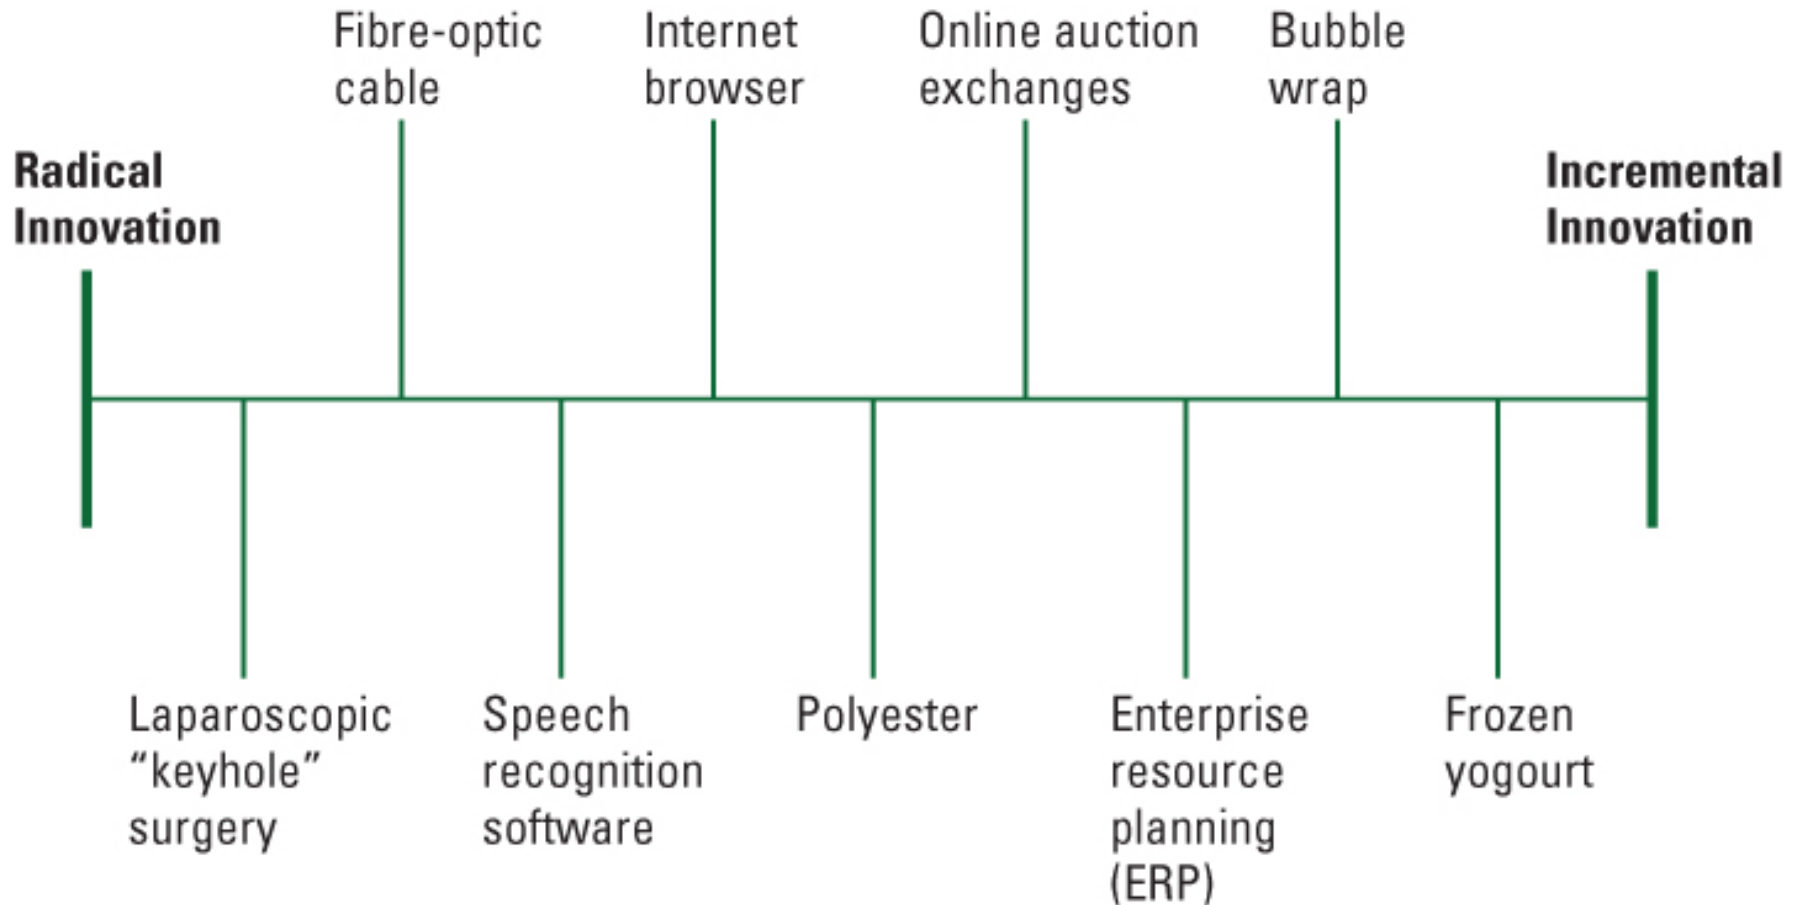 Fibre-optic
cable
Internet
browser
Online auction
exchanges
Bubble
wrap
Radical
Innovation
Incremental
Innovation
Laparoscopic
“keyhole”
surgery
Speech
recognition
software
Polyester
Enterprise
resource
planning
(ERP)
Frozen
yogourt